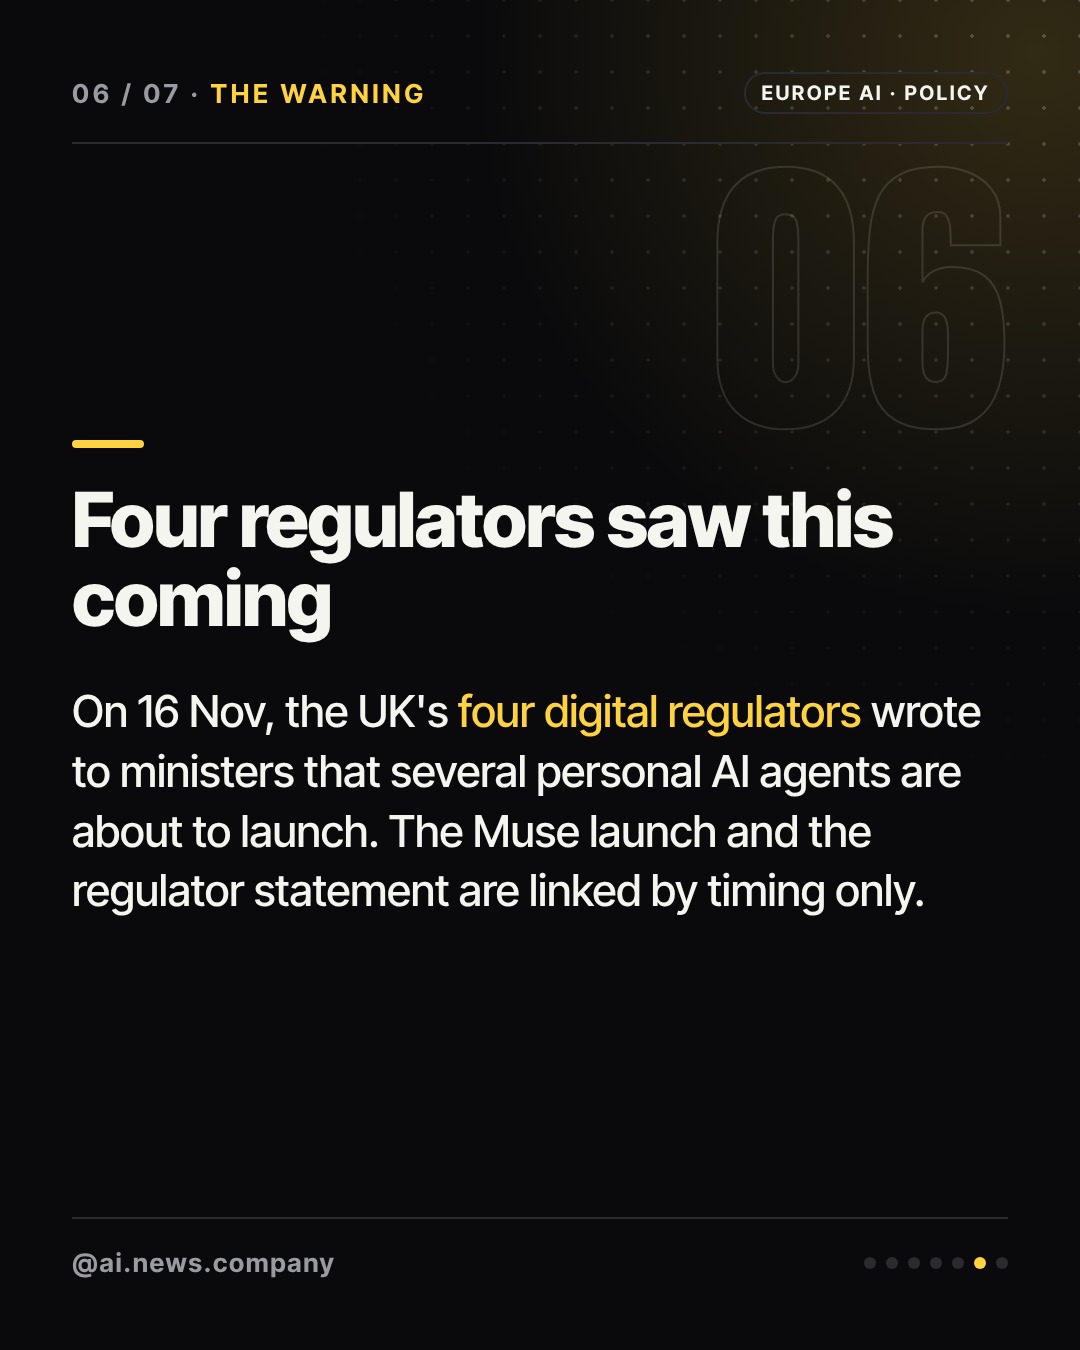 06 / 07 · THE WARNING
EUROPE AI · POLICY
06
Four regulators saw this
coming
On 16 Nov, the UK's four digital regulators wrote
to ministers that several personal AI agents are
about to launch. The Muse launch and the
regulator statement are linked by timing only.
@ai.news.company